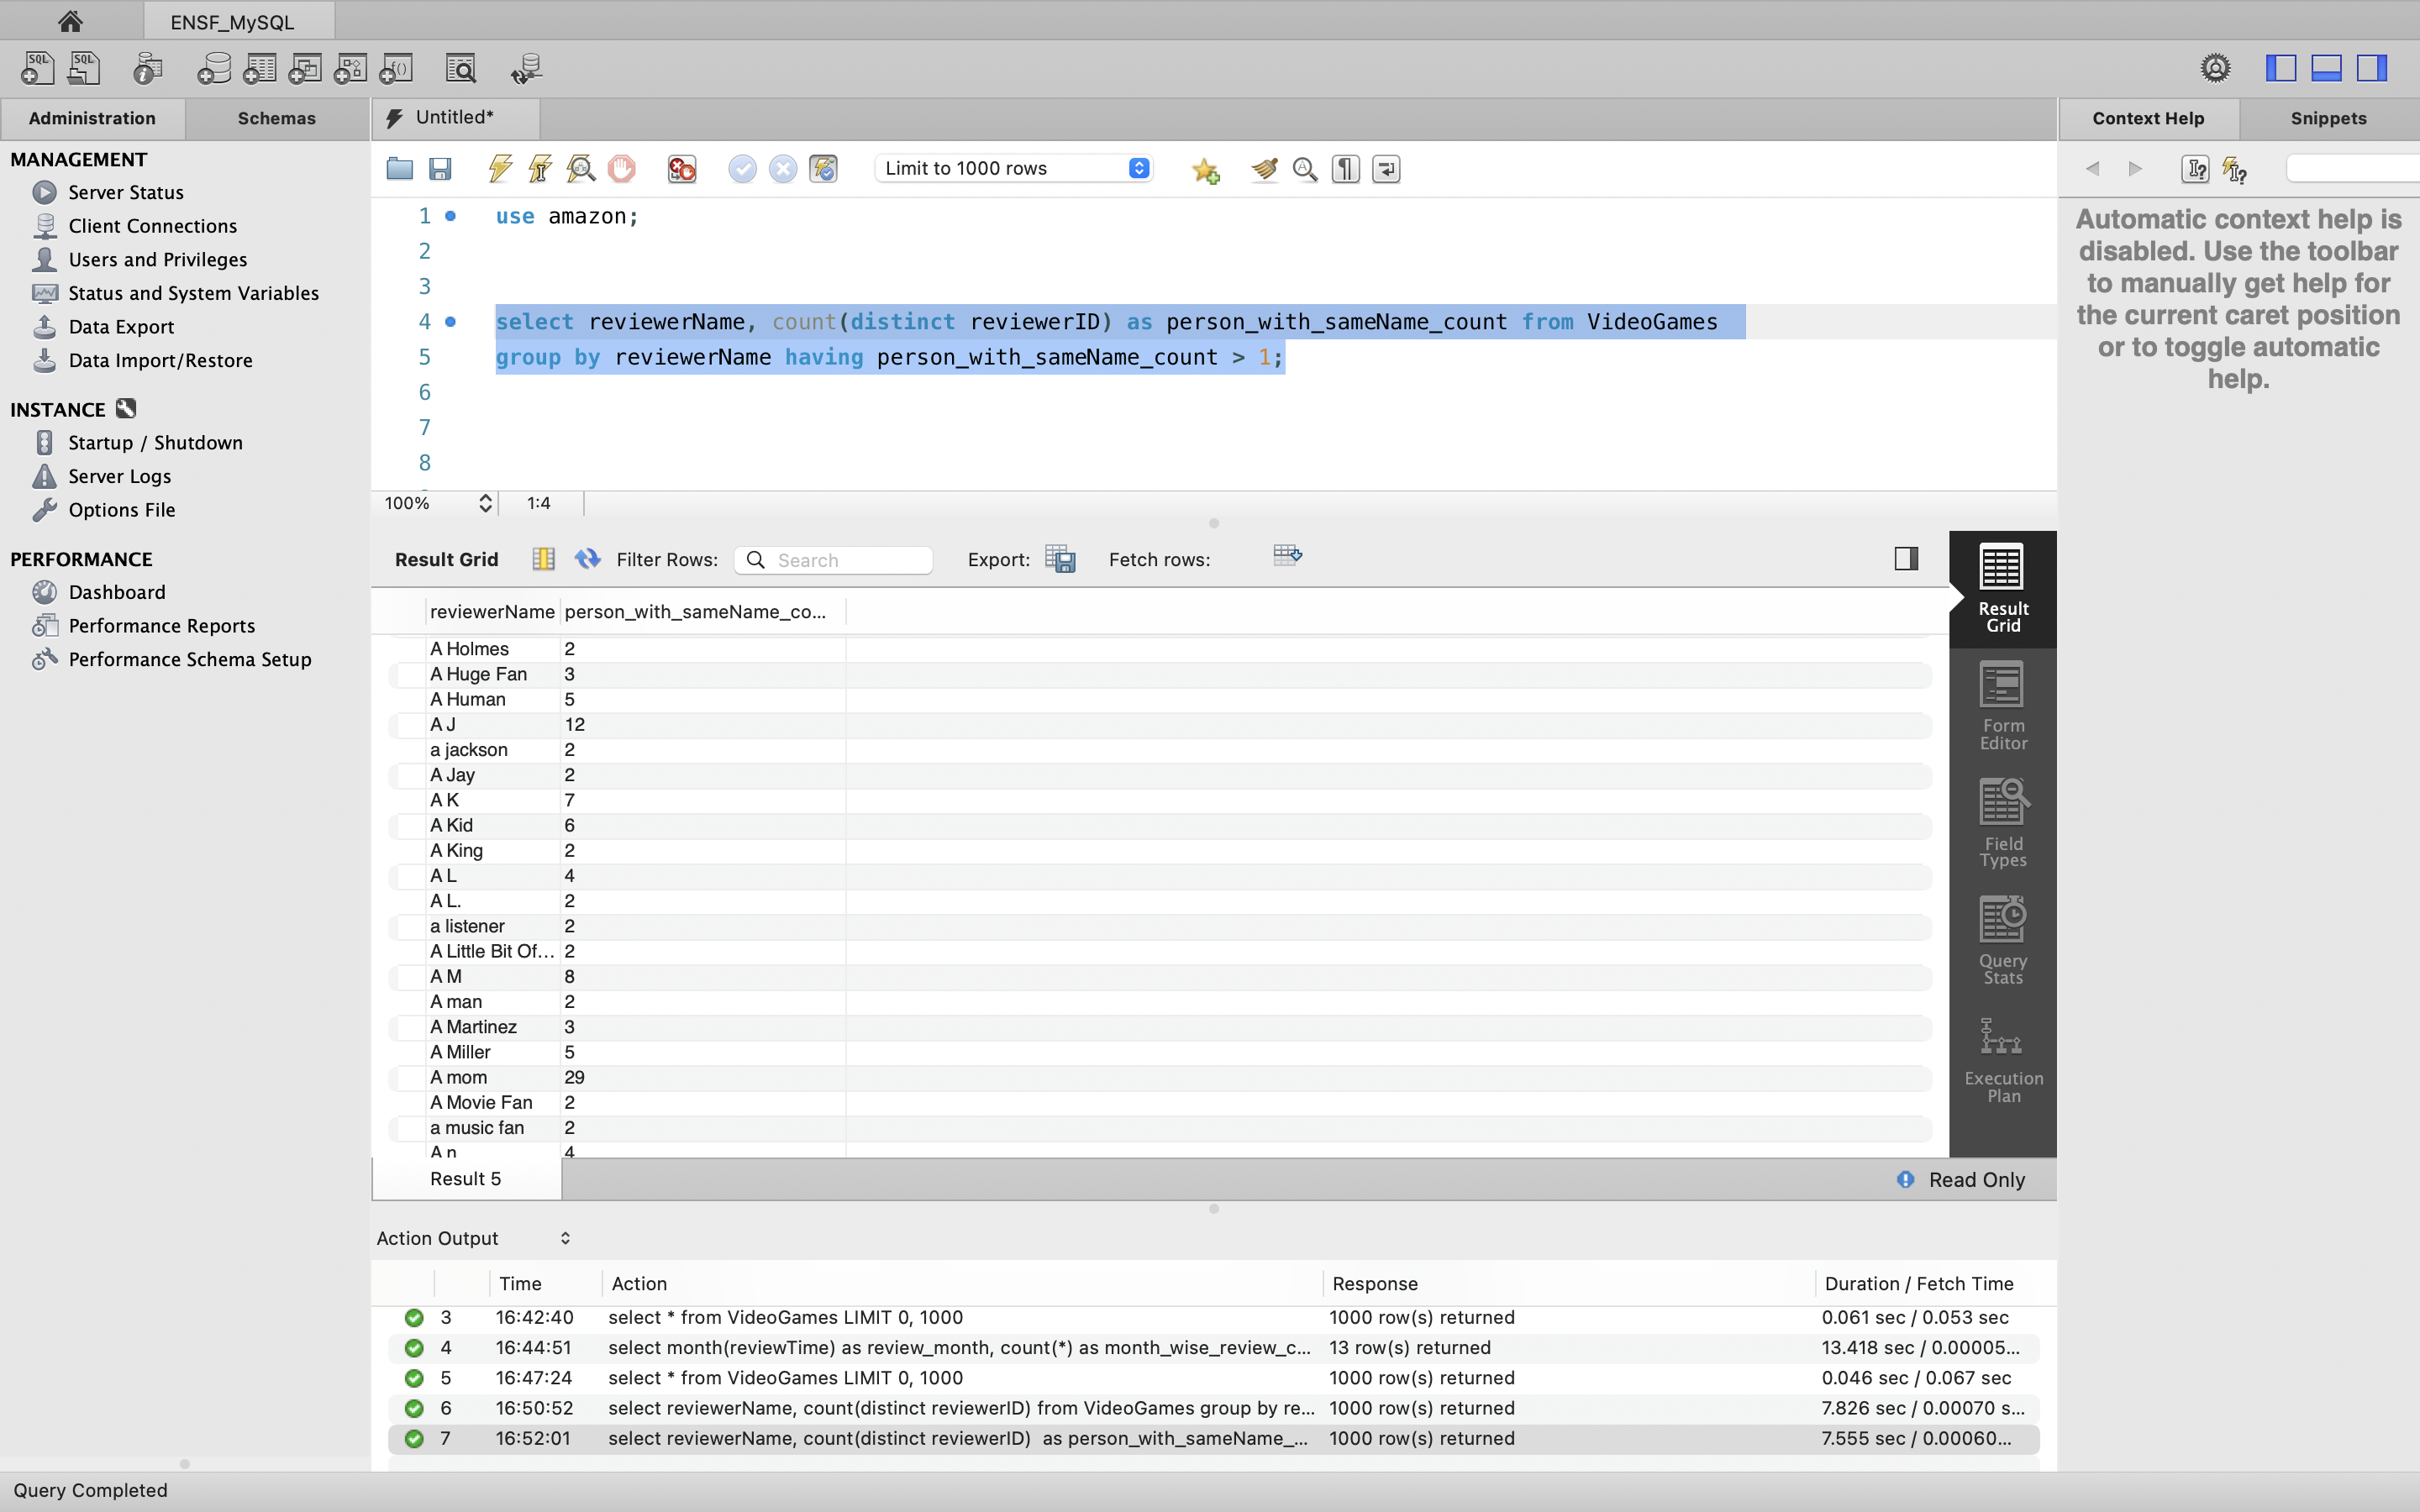 ENSF_MySQL
SQL SQL
Administration Schemas
MANAGEMENT
Server Status
Client Connections
Users and Privileges
Status and System Variables
Data Export
Data Import/Restore
INSTANCE
Startup / Shutdown
Server Logs
Options File
PERFORMANCE
Dashboard
Performance Reports
Performance Schema Setup
Untitled*
Limit to 1000 rows
1 use amazon;
2
3
4 select reviewerName, count(distinct reviewerID) as person_with_sameName_count from VideoGames
5 group by reviewerName having person_with_sameName_count > 1;
6
7
8
100% 1:4
Result Grid Filter Rows: Search Export: Fetch rows:
reviewerName person_with_sameName_co...
A Holmes 2
A Huge Fan 3
A Human 5
A J 12
a jackson 2
A Jay 2
A K 7
A Kid 6
A King 2
A L 4
A L. 2
a listener 2
A Little Bit Of... 2
A M 8
A man 2
A Martinez 3
A Miller 5
A mom 29
A Movie Fan 2
a music fan 2
A n 4
Result 5
Read Only
Result Grid
Form Editor
Field Types
Query Stats
Execution Plan
Context Help Snippets
Automatic context help is
disabled. Use the toolbar
to manually get help for
the current caret position
or to toggle automatic
help.
Action Output
Time Action Response Duration / Fetch Time
3 16:42:40 select * from VideoGames LIMIT 0, 1000 1000 row(s) returned 0.061 sec / 0.053 sec
4 16:44:51 select month(reviewTime) as review_month, count(*) as month_wise_review_c... 13 row(s) returned 13.418 sec / 0.00005...
5 16:47:24 select * from VideoGames LIMIT 0, 1000 1000 row(s) returned 0.046 sec / 0.067 sec
6 16:50:52 select reviewerName, count(distinct reviewerID) from VideoGames group by re... 1000 row(s) returned 7.826 sec / 0.00070 s...
7 16:52:01 select reviewerName, count(distinct reviewerID) as person_with_sameName_... 1000 row(s) returned 7.555 sec / 0.00060...
Query Completed